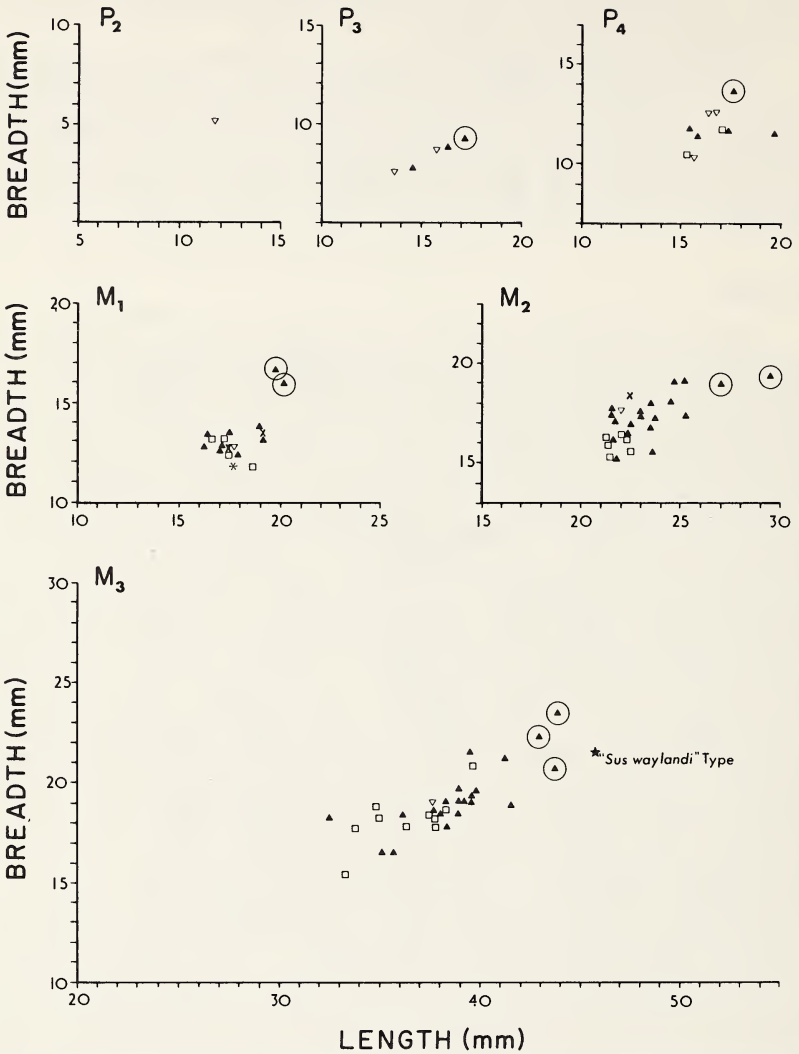 P2 P3 P4
BREADTH(mm)
10 15 15
5 10 10
5 10 15 10 15 20 10 15 20
M1 M2
BREADTH (mm)
20
15 20
10 15
10 15 20 25 15 20 25 30
M3
BREADTH (mm)
30
25
"Sus waylandi" Type
20
15
10
20 30 40 50
LENGTH (mm)